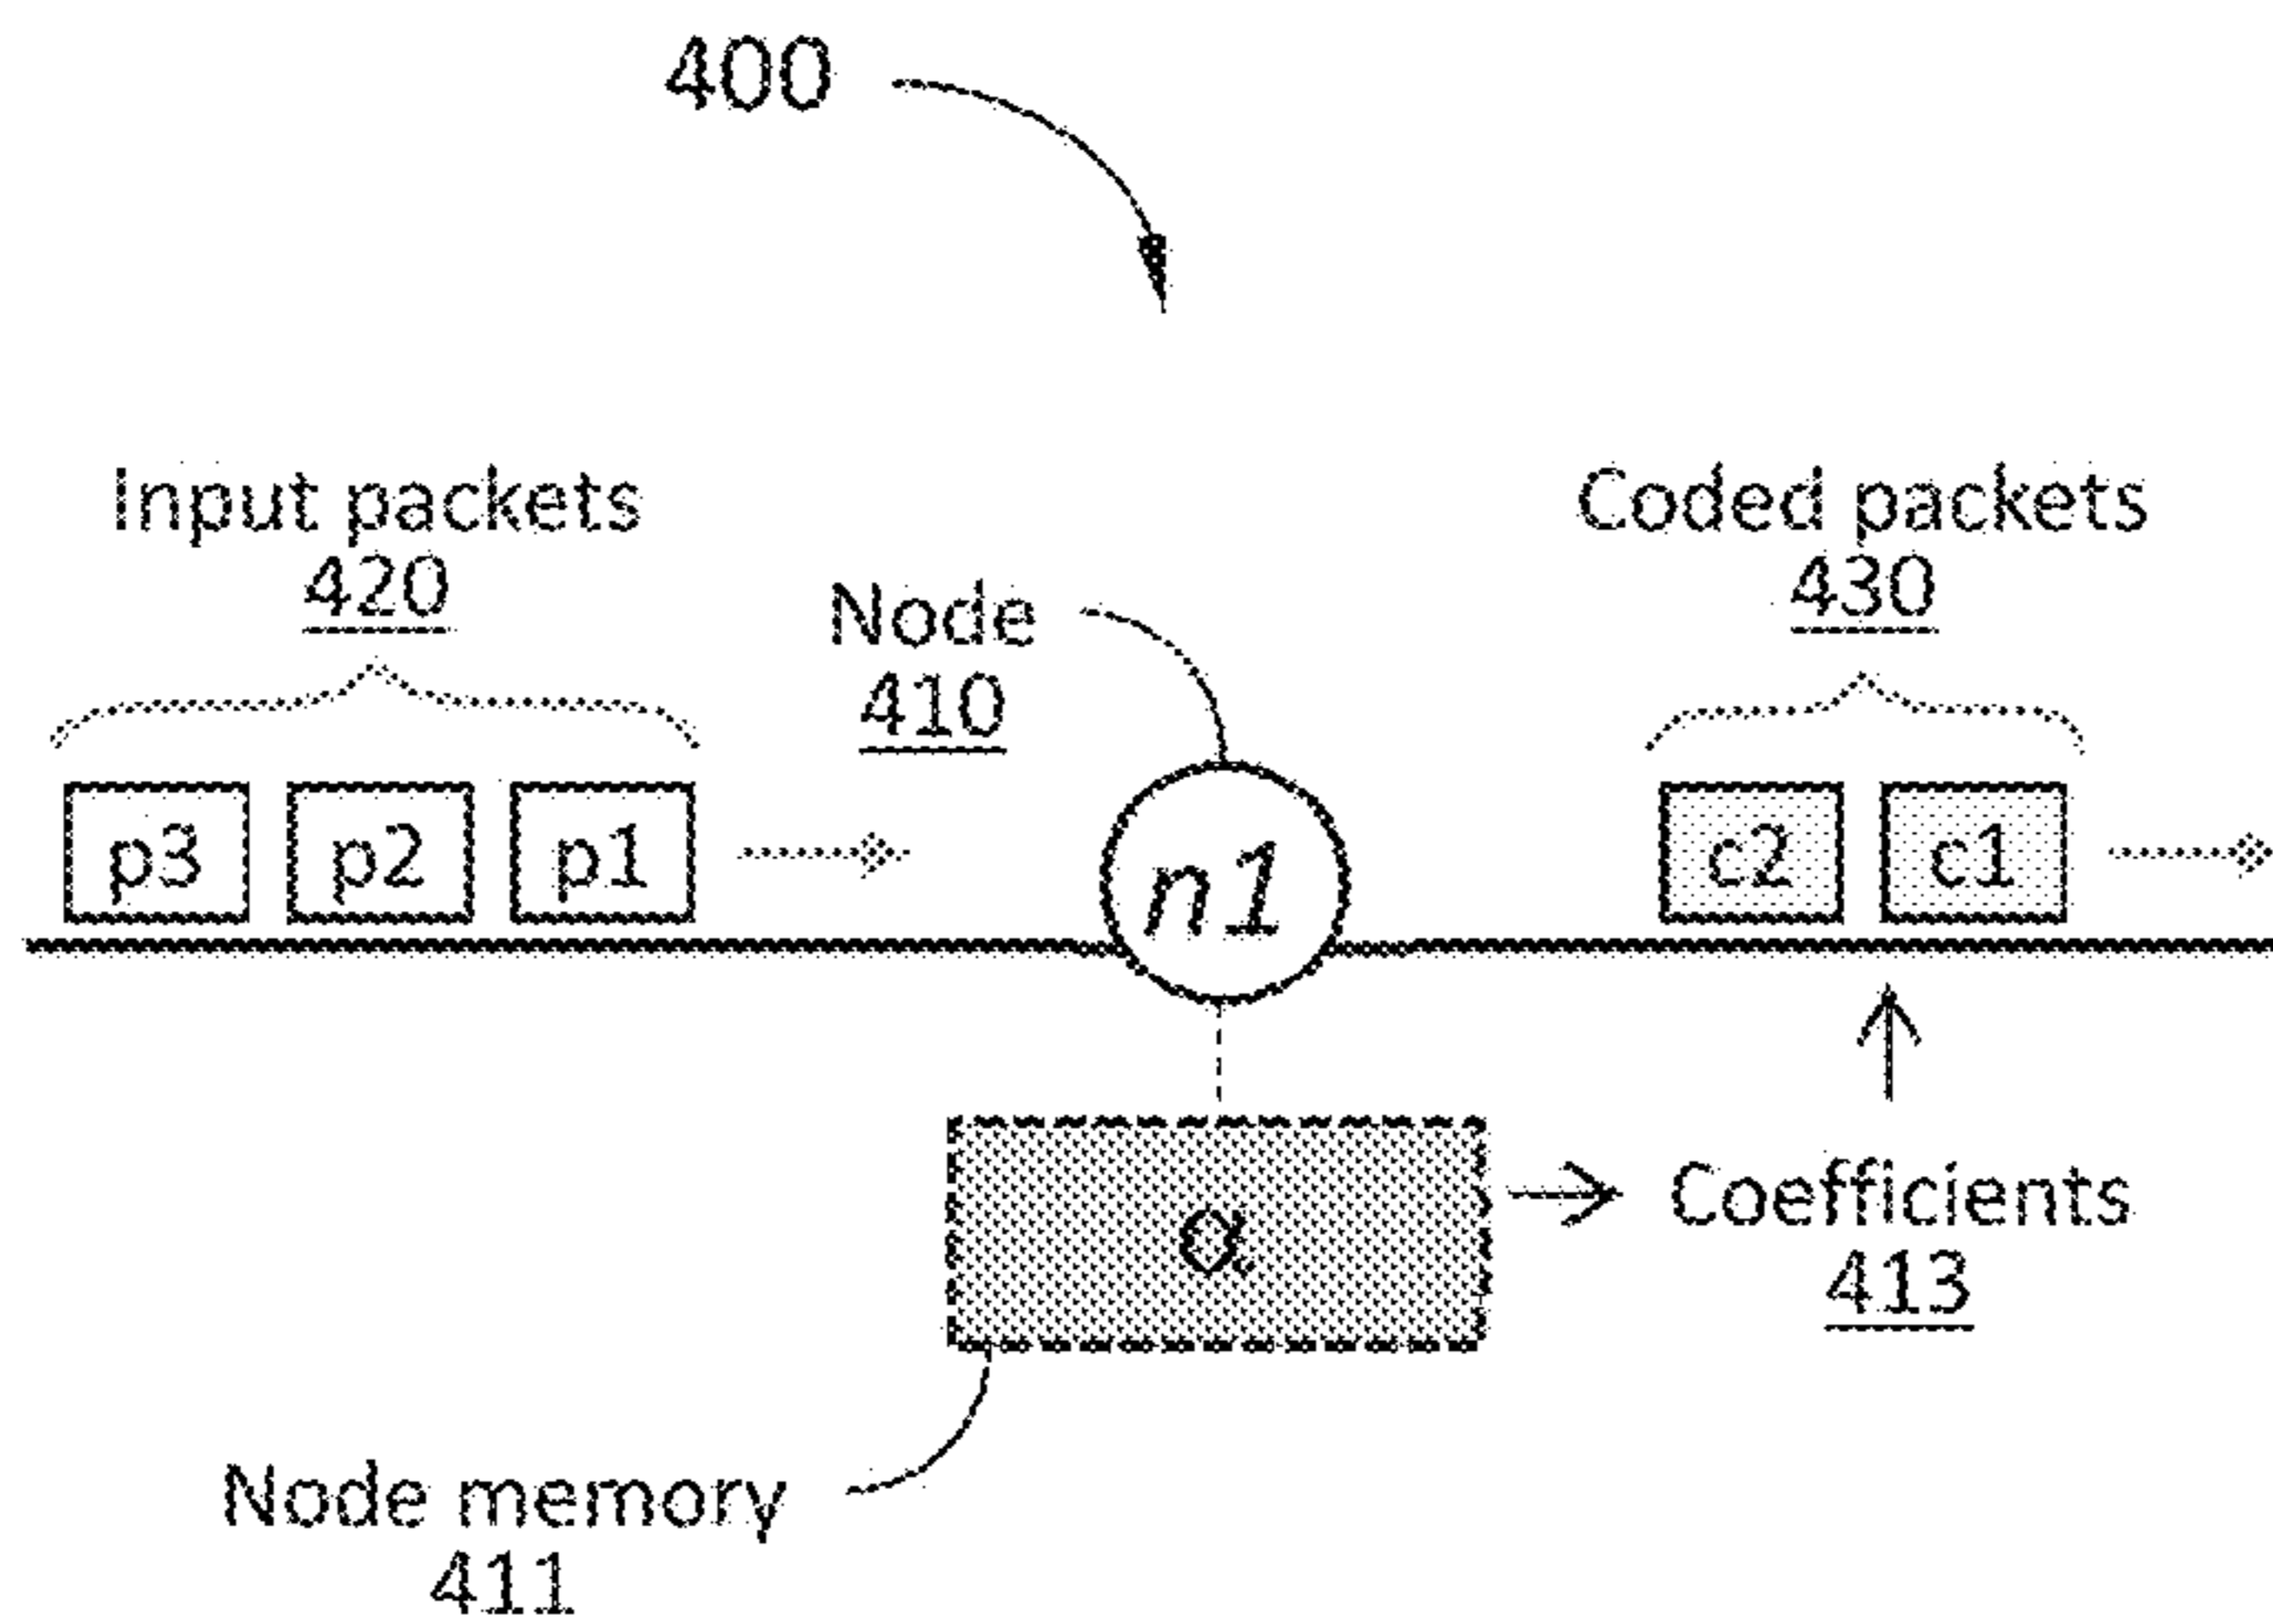 400
Input packets
420
Coded packets
430
Node
410
p3 p2 p1
n1
c2 c1
α
Coefficients
413
Node memory
411